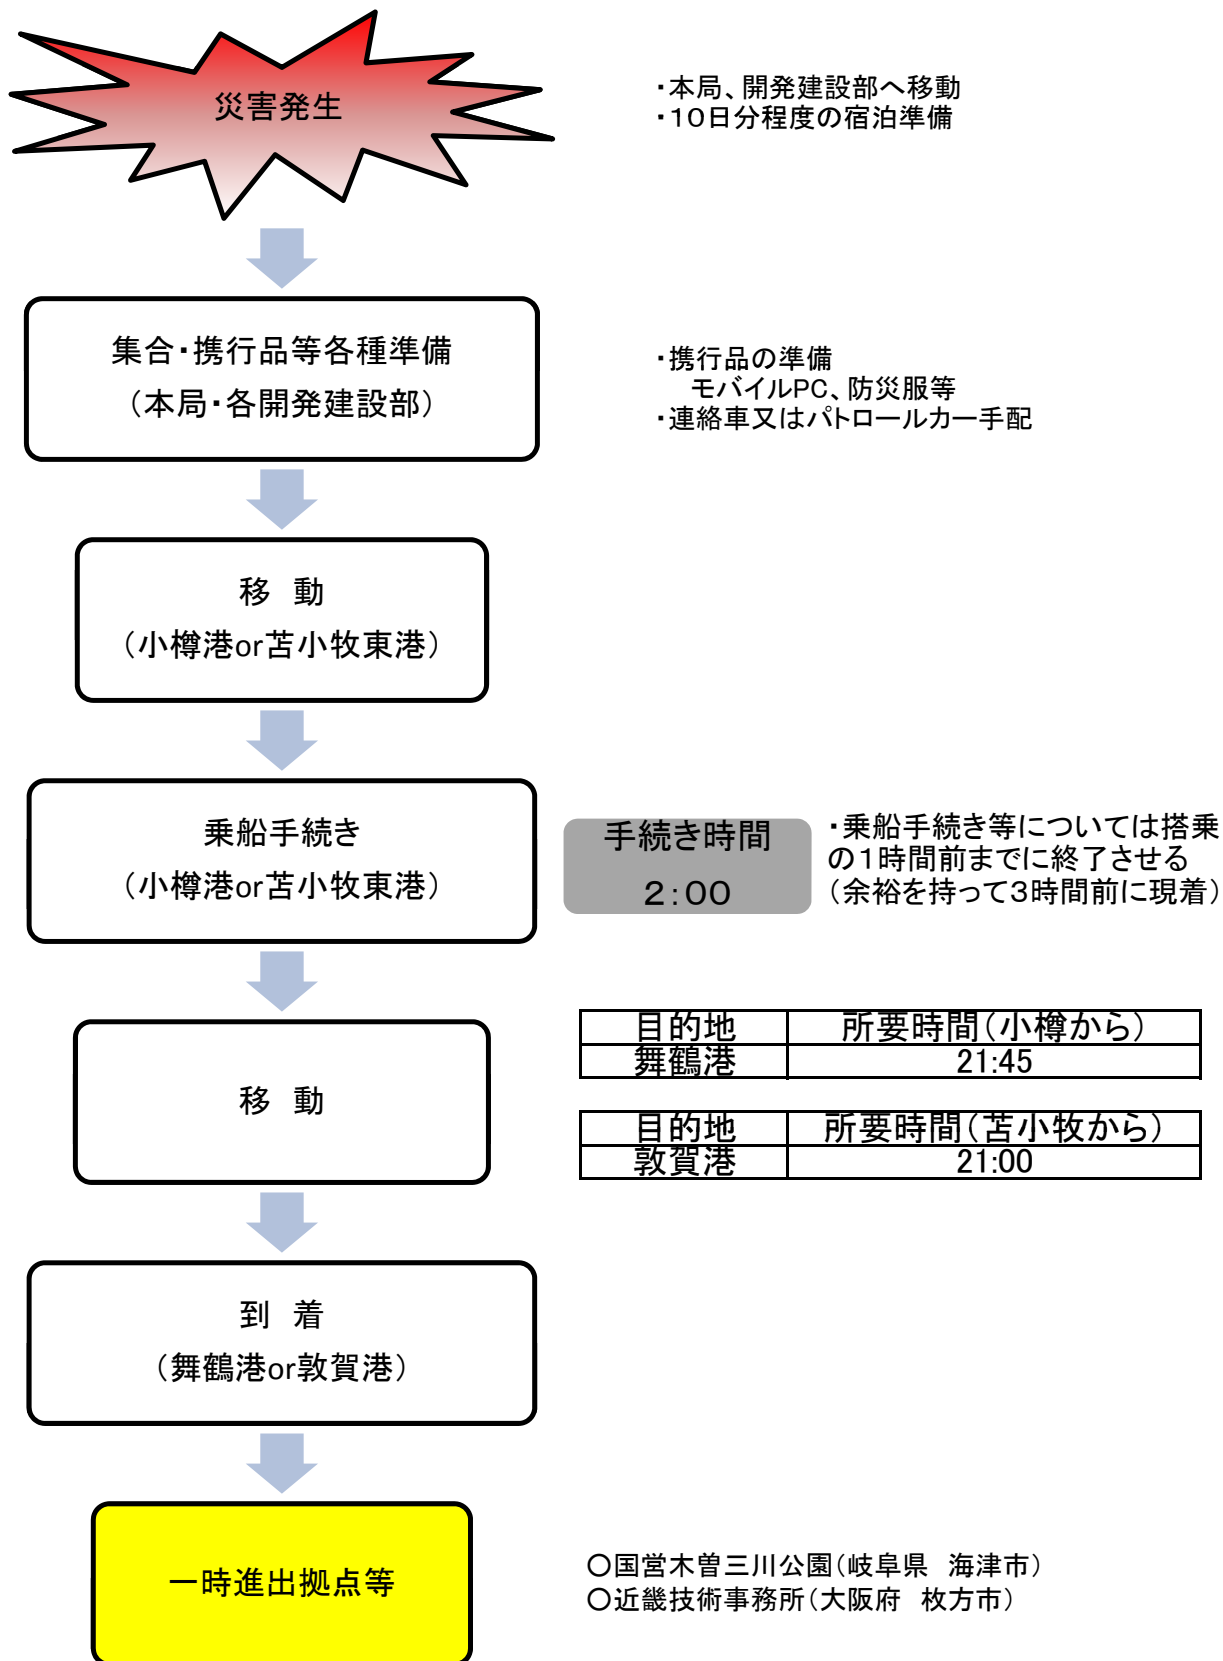 災害発生
・本局、開発建設部へ移動
・10日分程度の宿泊準備
集合・携行品等各種準備
（本局・各開発建設部）
・携行品の準備
モバイルPC、防災服等
・連絡車又はパトロールカー手配
移　動
（小樽港or苫小牧東港）
乗船手続き
（小樽港or苫小牧東港）
手続き時間
２：００
・乗船手続き等については搭乗
の１時間前までに終了させる
（余裕を持って３時間前に現着）
移　動
目的地　所要時間（小樽から）
舞鶴港　21:45
目的地　所要時間（苫小牧から）
敦賀港　21:00
到　着
（舞鶴港or敦賀港）
一時進出拠点等
○国営木曽三川公園（岐阜県　海津市）
○近畿技術事務所（大阪府　枚方市）